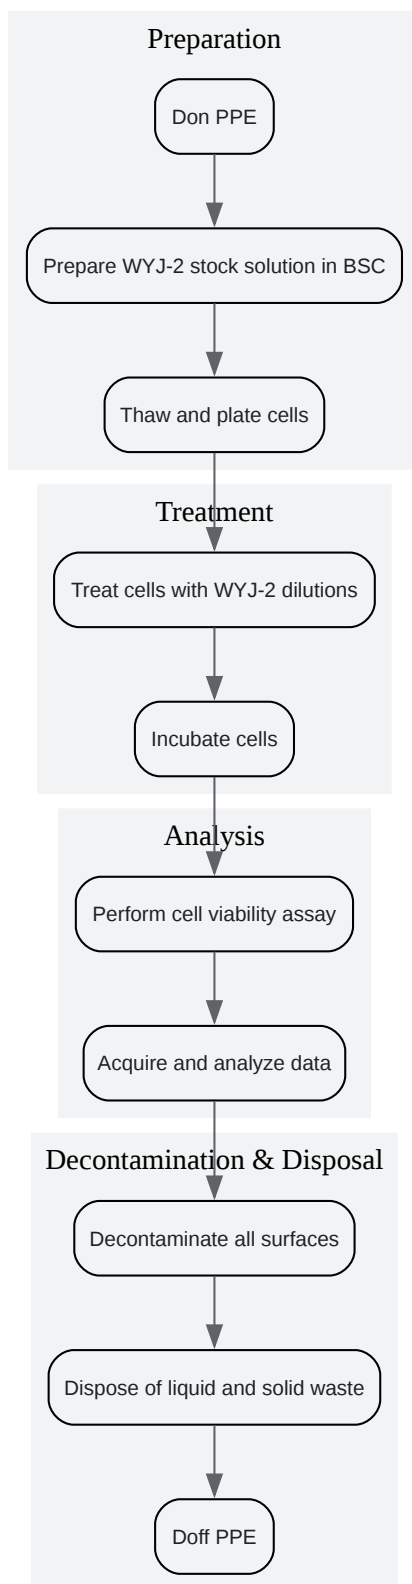 Preparation
Don PPE
Prepare WYJ-2 stock solution in BSC
Thaw and plate cells
Treatment
Treat cells with WYJ-2 dilutions
Incubate cells
Analysis
Perform cell viability assay
Acquire and analyze data
Decontamination & Disposal
Decontaminate all surfaces
Dispose of liquid and solid waste
Doff PPE